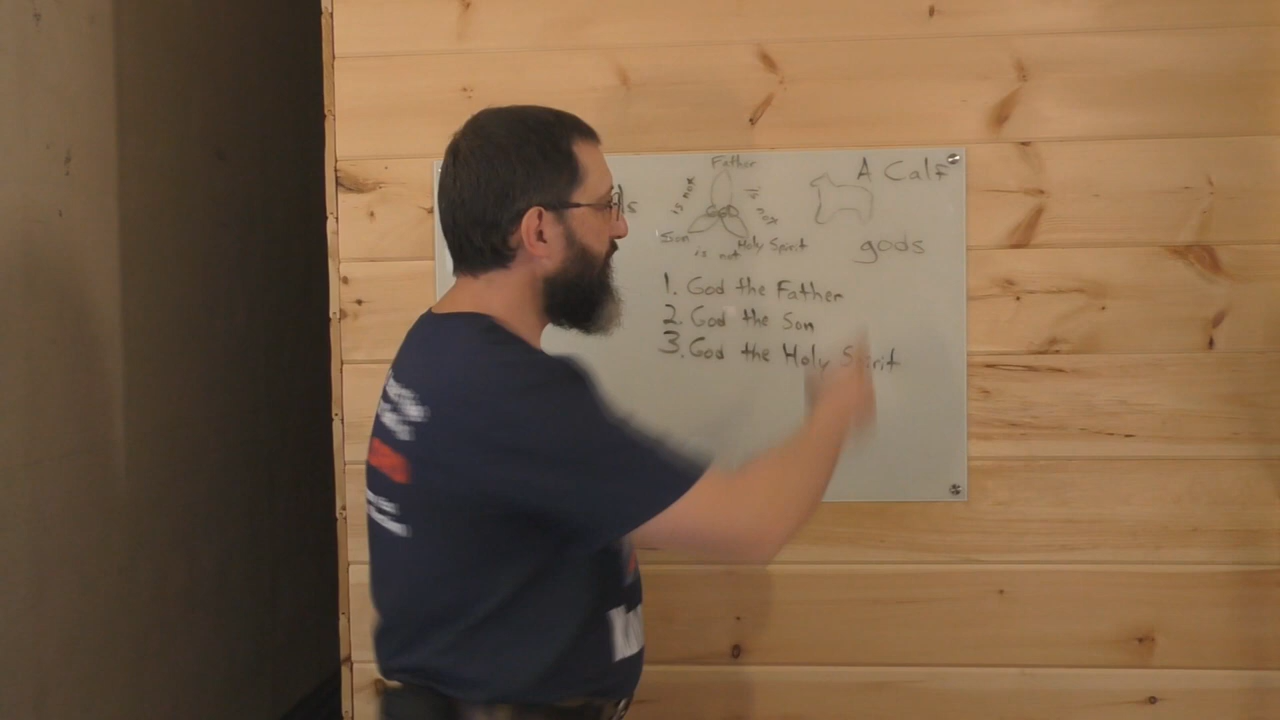 Father
A Calf
is not
is not
God
Son
Holy Spirit
is not
gods
1. God the Father
2. God the Son
3. God the Holy Spirit